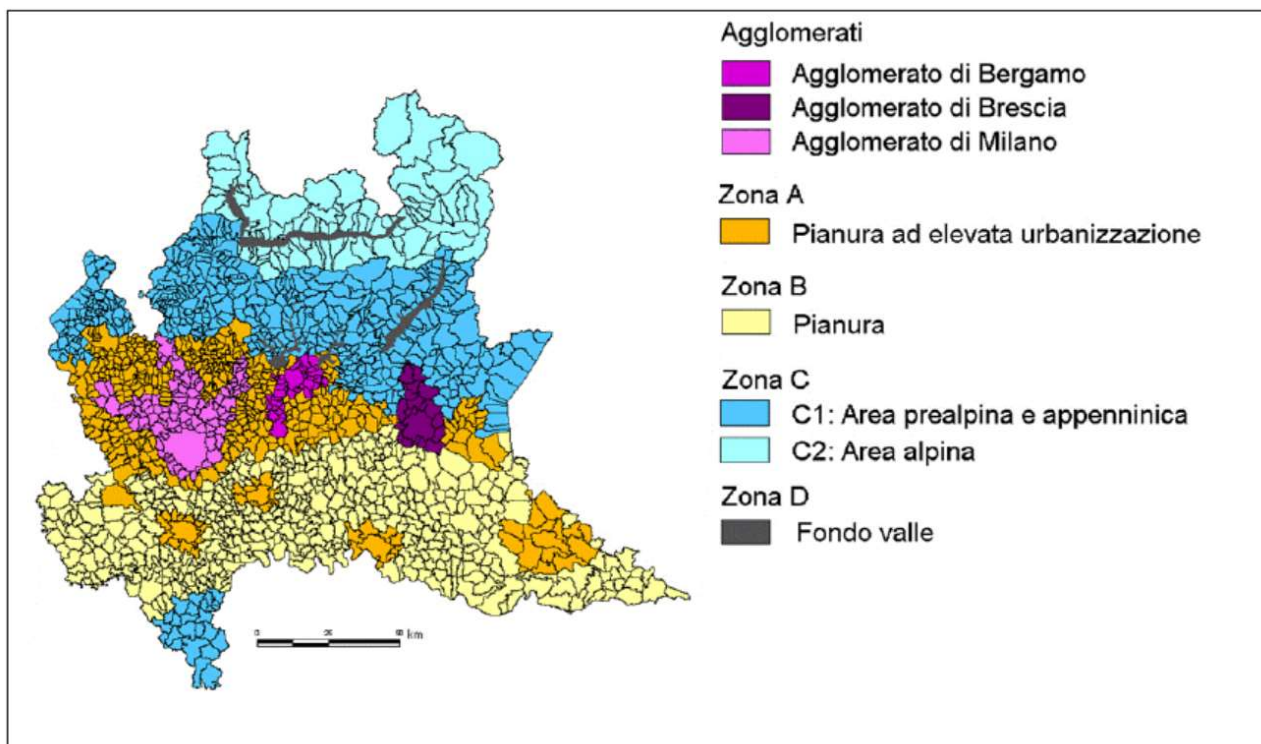 Agglomerati
Agglomerato di Bergamo
Agglomerato di Brescia
Agglomerato di Milano
Zona A
Pianura ad elevata urbanizzazione
Zona B
Pianura
Zona C
C1: Area prealpina e appenninica
C2: Area alpina
Zona D
Fondo valle
0 km